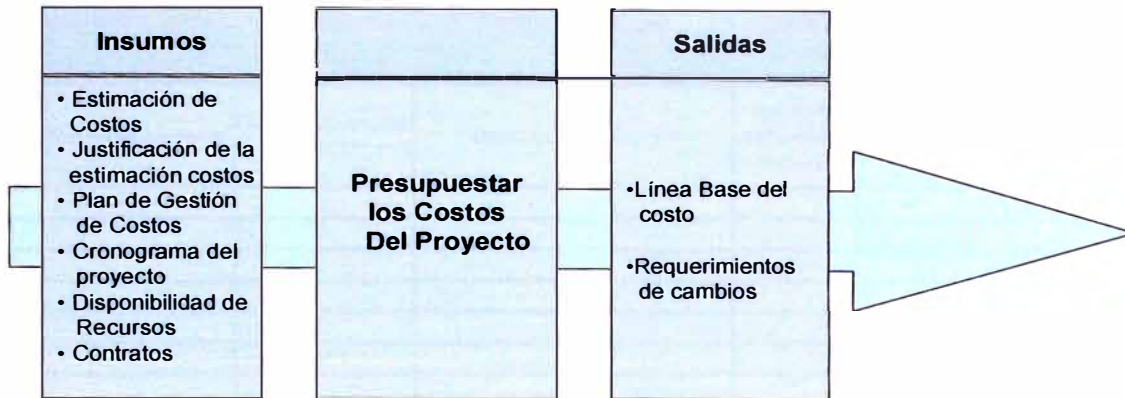 Insumos
• Estimación de
Costos
• Justificación de la
estimación costos
• Plan de Gestión
de Costos
• Cronograma del
proyecto
• Disponibilidad de
Recursos
• Contratos
Presupuestar
los Costos
Del Proyecto
Salidas
•Línea Base del
costo
•Requerimientos
de cambios